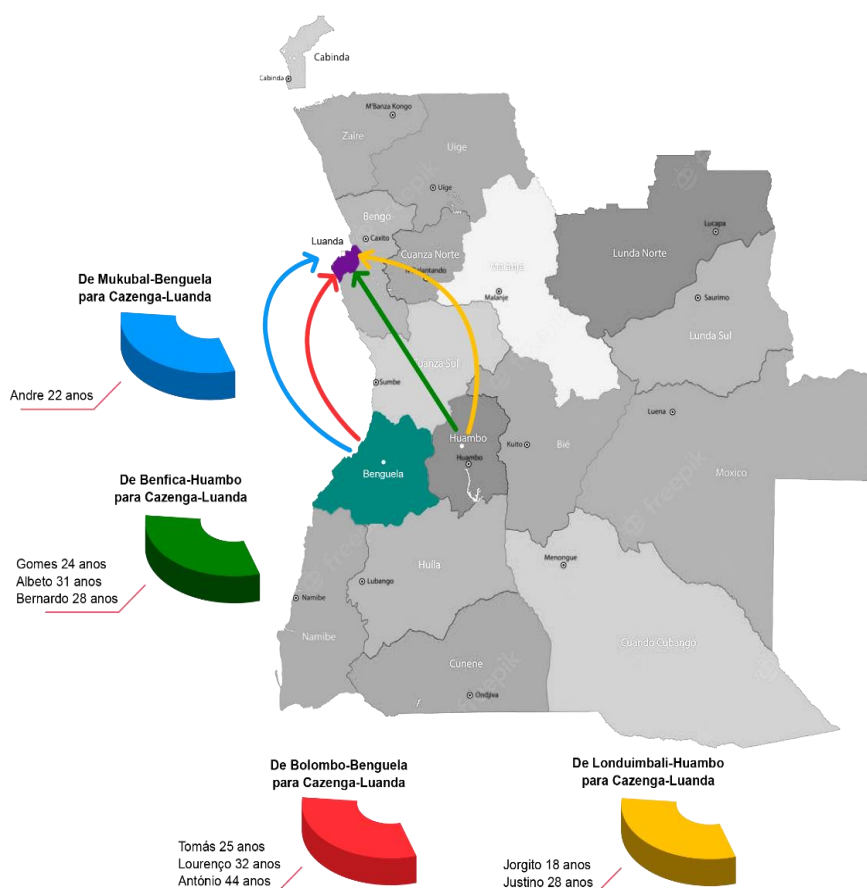 Cabinda
Cabinda
M'Banza Kongo
Zaire
Uige
Uige
Bengo
Luanda
Caxito
Cuanza Norte
Lucapa
Lunda Norte
Malanje
Saurimo
Lunda Sul
De Mukubal-Benguela
para Cazenga-Luanda
Andre 22 anos
Sumbe
Luena
Huambo
Kuito
Bié
Huambo
Benguela
Moxico
De Benfica-Huambo
para Cazenga-Luanda
Gomes 24 anos
Albeto 31 anos
Bernardo 28 anos
Menongue
Huíla
Lubango
Namibe
Namibe
Cuando Cubango
Cunene
Ondjiva
freepik
freepik
freepik
De Bolombo-Benguela
para Cazenga-Luanda
Tomás 25 anos
Lourenço 32 anos
António 44 anos
De Londuimbali-Huambo
para Cazenga-Luanda
Jorgito 18 anos
Justino 28 anos